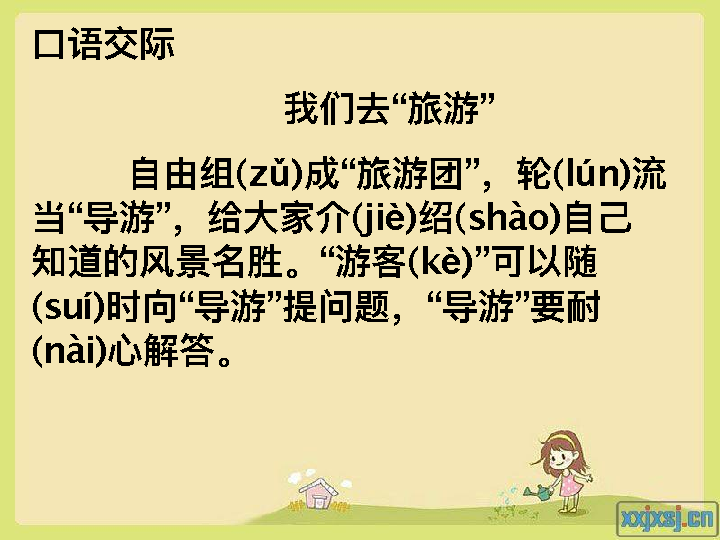 口语交际
我们去“旅游”
自由组(zǔ)成“旅游团”，轮(lún)流
当“导游”，给大家介(jiè)绍(shào)自己
知道的风景名胜。“游客(kè)”可以随
(suí)时向“导游”提问题，“导游”要耐
(nài)心解答。
xxjxsj.cn